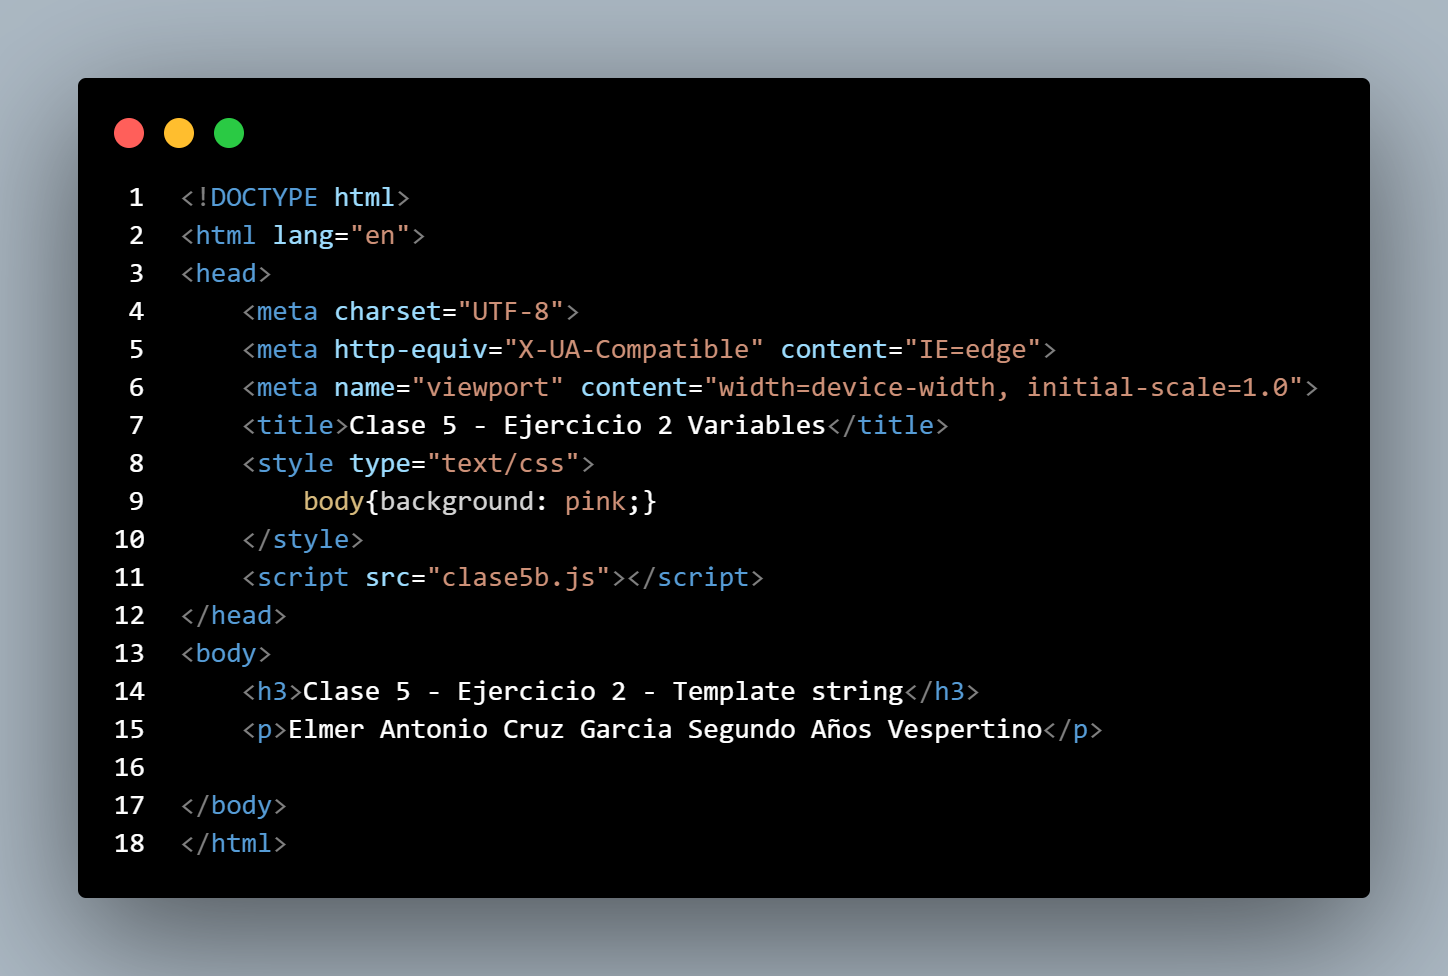 1 <!DOCTYPE html>
2 <html lang="en">
3 <head>
4     <meta charset="UTF-8">
5     <meta http-equiv="X-UA-Compatible" content="IE=edge">
6     <meta name="viewport" content="width=device-width, initial-scale=1.0">
7     <title>Clase 5 - Ejercicio 2 Variables</title>
8     <style type="text/css">
9         body{background: pink;}
10     </style>
11     <script src="clase5b.js"></script>
12 </head>
13 <body>
14     <h3>Clase 5 - Ejercicio 2 - Template string</h3>
15     <p>Elmer Antonio Cruz Garcia Segundo Años Vespertino</p>
16
17 </body>
18 </html>